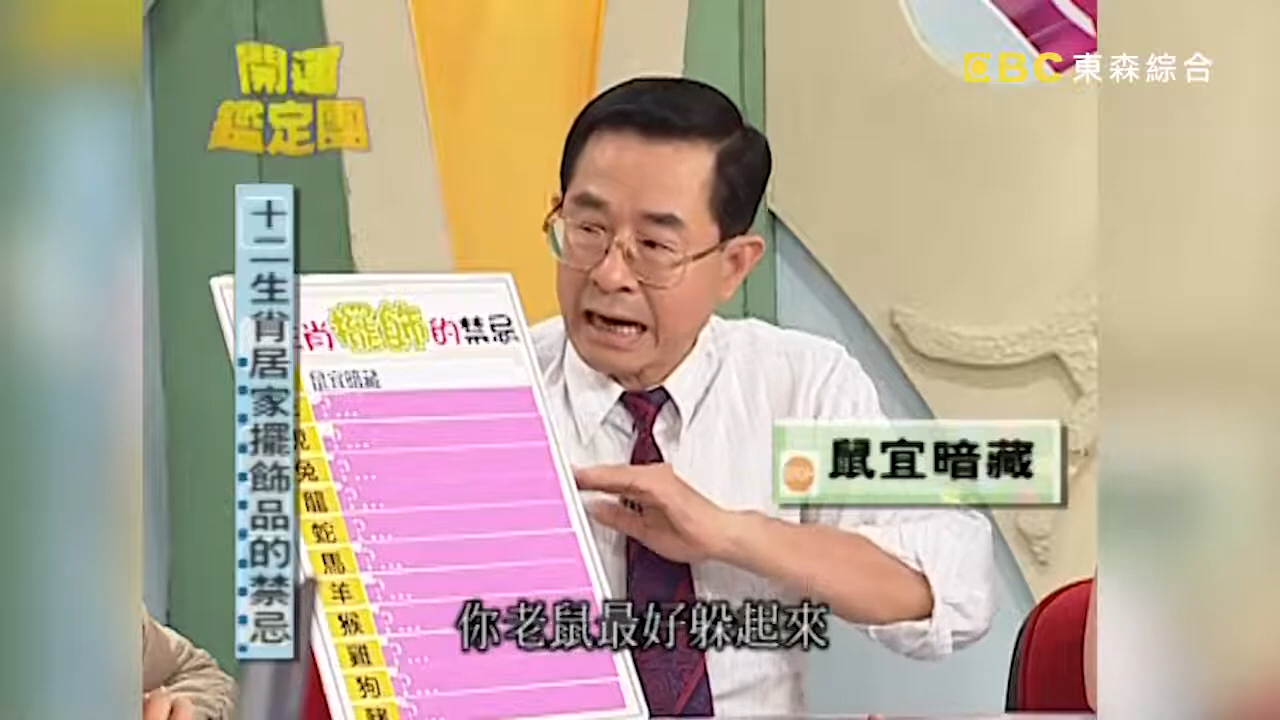 開運
鑑定團
EBC 東森綜合
十二生肖居家擺飾品的禁忌
肖擺飾的禁忌
鼠宜暗藏
兔
龍
蛇
馬
羊
猴
雞
狗
豬
鼠宜暗藏
你老鼠最好躲起來